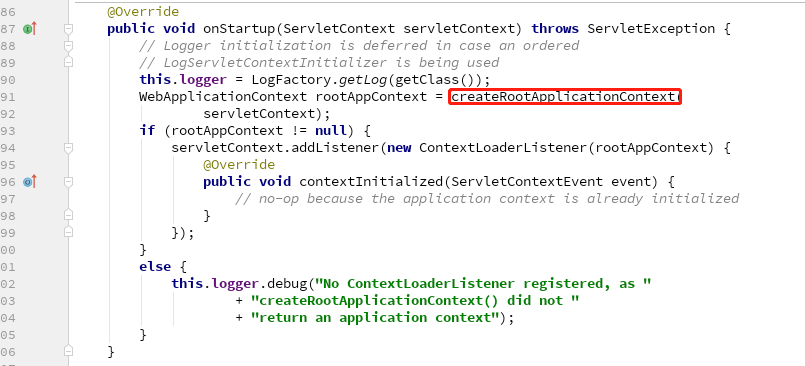 86 @Override
87 public void onStartup(ServletContext servletContext) throws ServletException {
88 // Logger initialization is deferred in case an ordered
89 // LogServletContextInitializer is being used
90 this.logger = LogFactory.getLog(getClass());
91 WebApplicationContext rootAppContext = createRootApplicationContext(
92 servletContext);
93 if (rootAppContext != null) {
94 servletContext.addListener(new ContextLoaderListener(rootAppContext) {
95 @Override
96 public void contextInitialized(ServletContextEvent event) {
97 // no-op because the application context is already initialized
98 }
99 });
00 }
01 else {
02 this.logger.debug("No ContextLoaderListener registered, as "
03 + "createRootApplicationContext() did not "
04 + "return an application context");
05 }
06 }